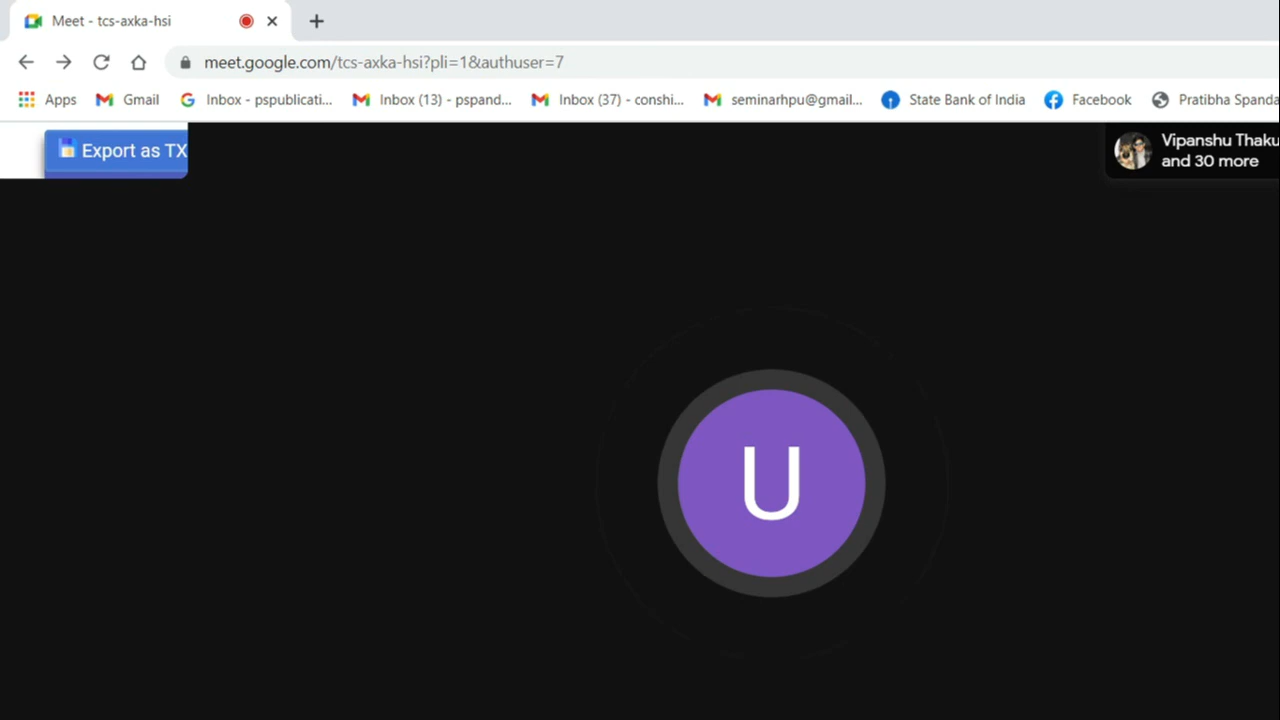 Meet - tcs-axka-hsi
meet.google.com/tcs-axka-hsi?pli=1&authuser=7
Apps Gmail Inbox - pspublicati... Inbox (13) - pspand... Inbox (37) - conshi... seminarhpu@gmail... State Bank of India Facebook Pratibha Spanda
Export as TX
Vipanshu Thaku
and 30 more
U